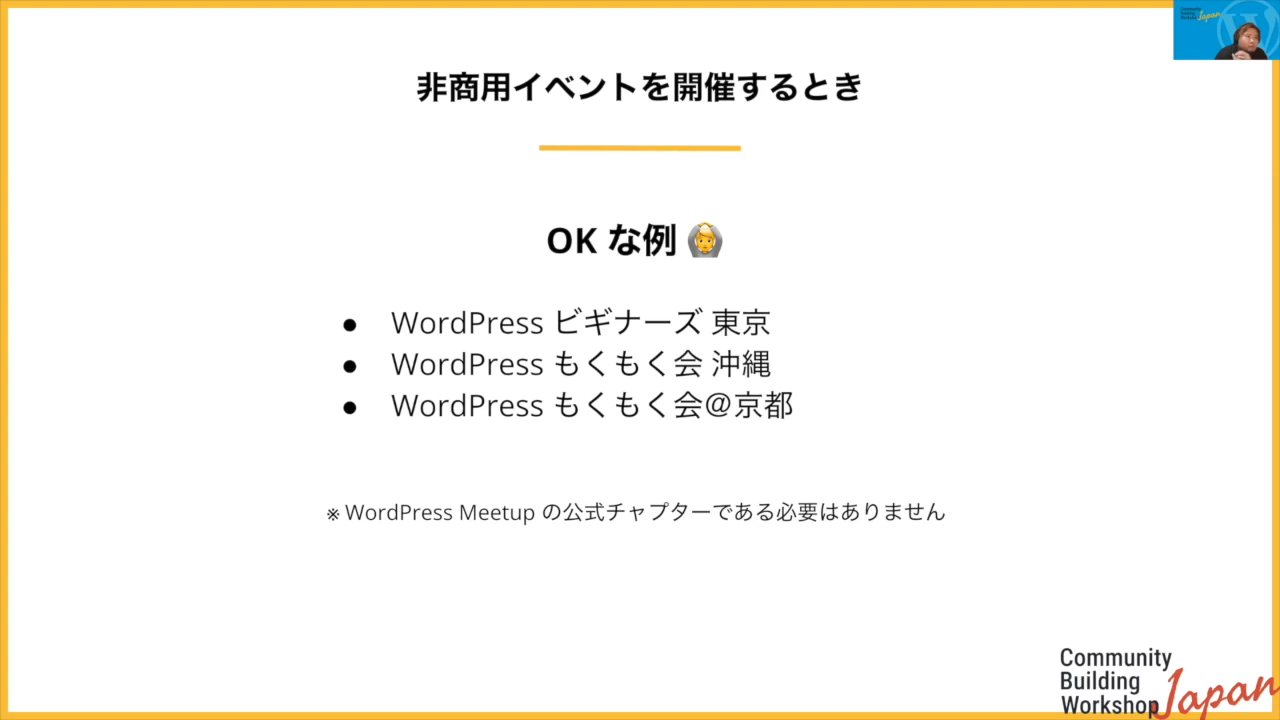 非商用イベントを開催するとき
OK な例 🙆
● WordPress ビギナーズ 東京
● WordPress もくもく会 沖縄
● WordPress もくもく会@京都
※ WordPress Meetup の公式チャプターである必要はありません
Community
Building
Workshop Japan